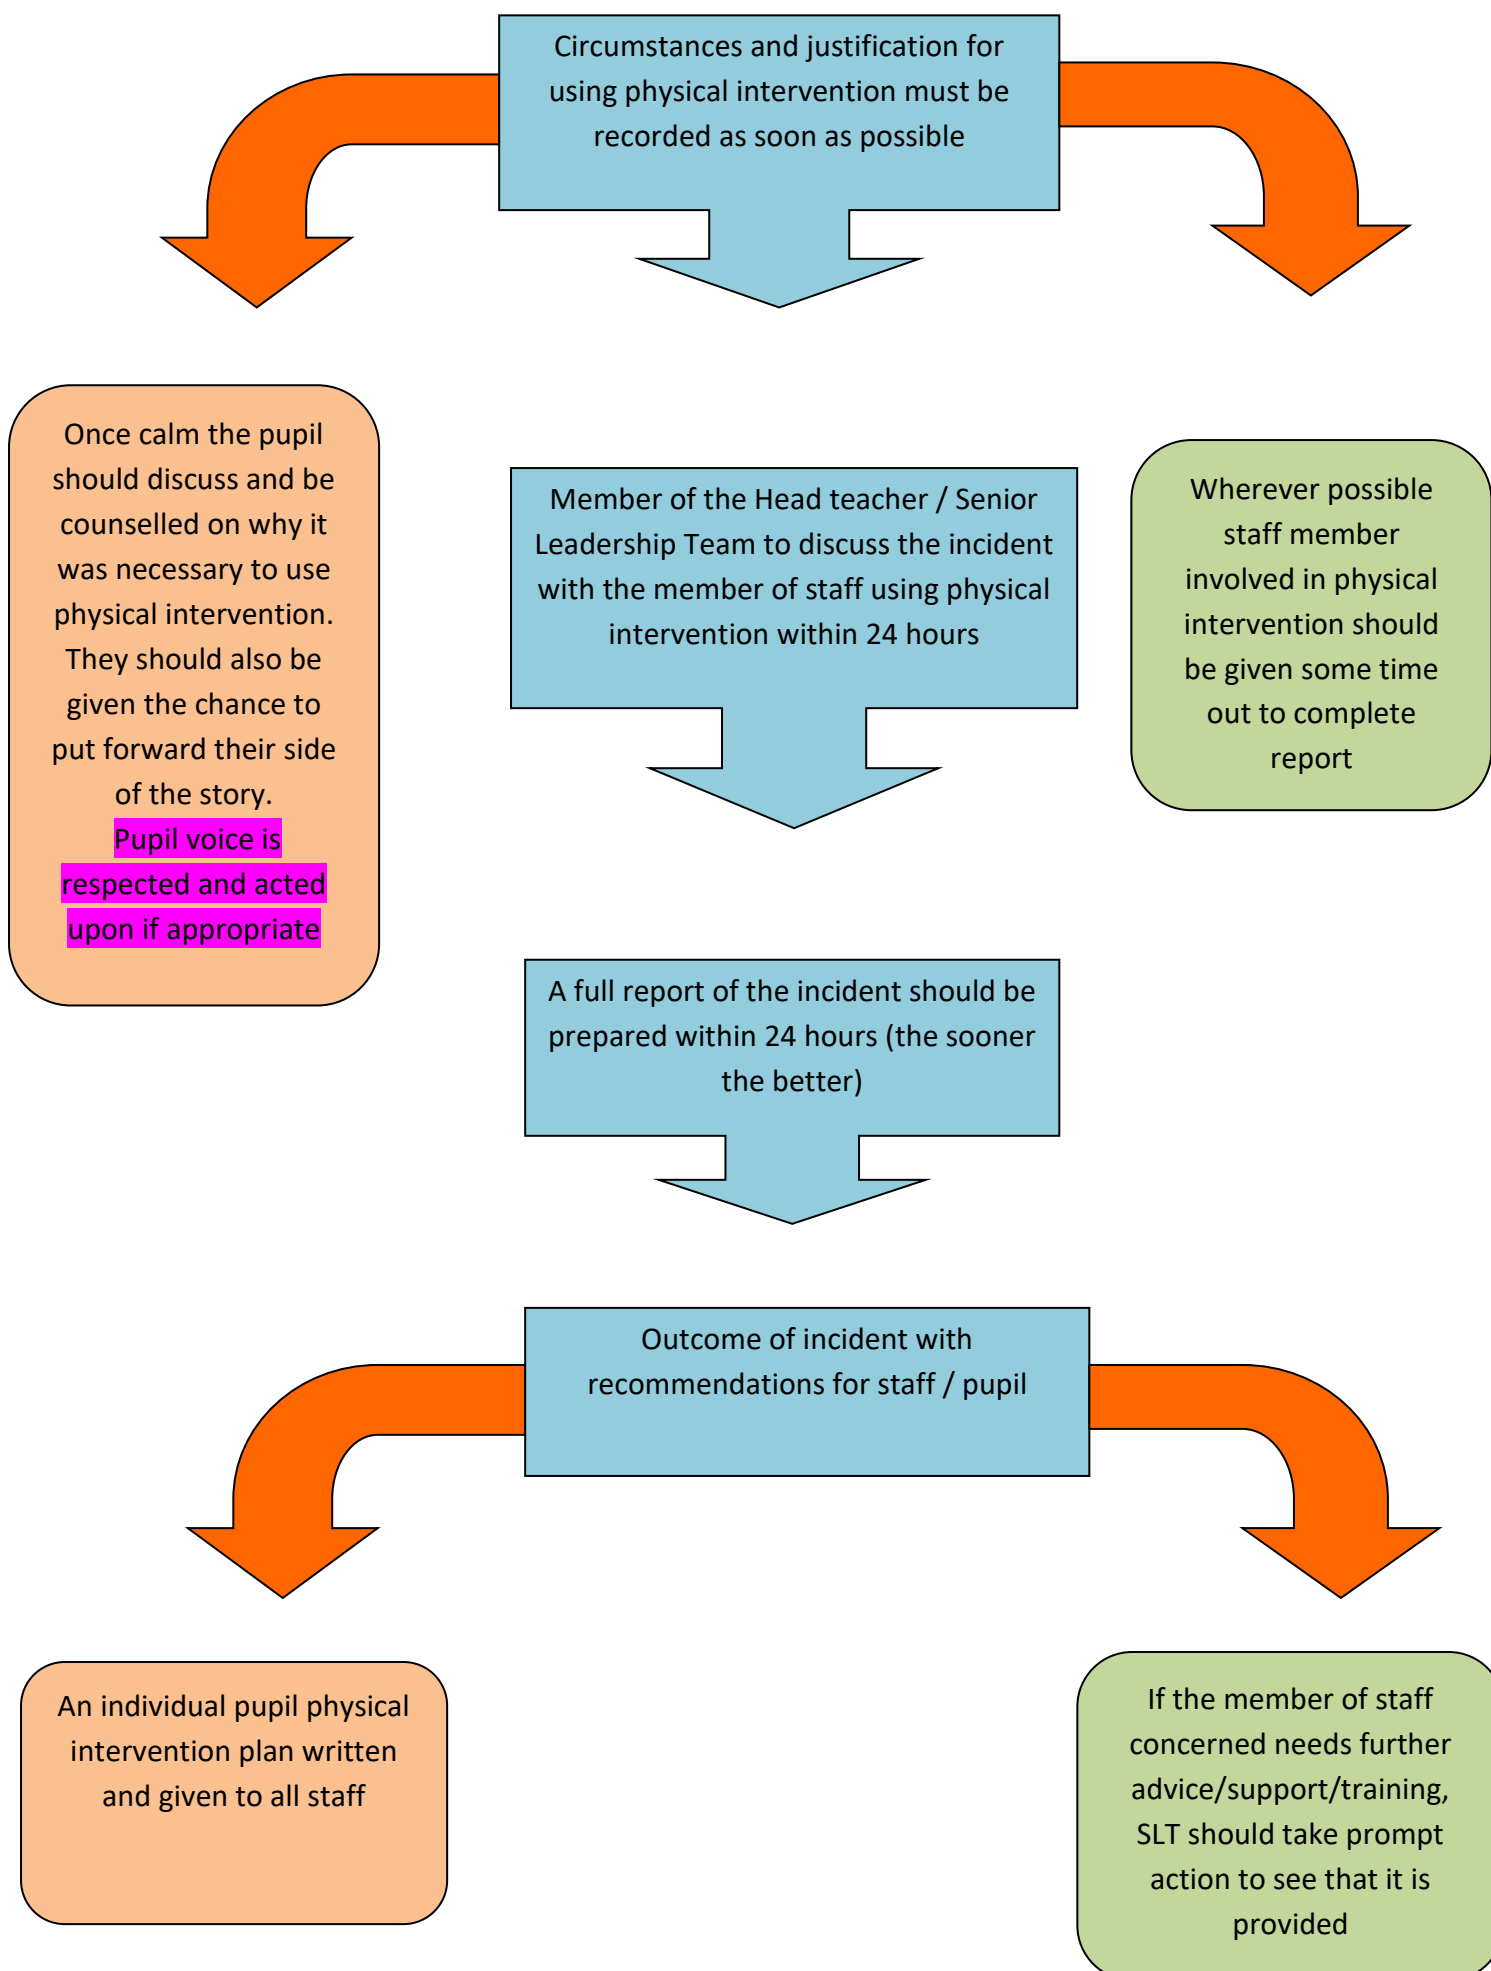 Circumstances and justification for
using physical intervention must be
recorded as soon as possible
Once calm the pupil
should discuss and be
counselled on why it
was necessary to use
physical intervention.
They should also be
given the chance to
put forward their side
of the story.
Pupil voice is
respected and acted
upon if appropriate
Member of the Head teacher / Senior
Leadership Team to discuss the incident
with the member of staff using physical
intervention within 24 hours
Wherever possible
staff member
involved in physical
intervention should
be given some time
out to complete
report
A full report of the incident should be
prepared within 24 hours (the sooner
the better)
Outcome of incident with
recommendations for staff / pupil
An individual pupil physical
intervention plan written
and given to all staff
If the member of staff
concerned needs further
advice/support/training,
SLT should take prompt
action to see that it is
provided